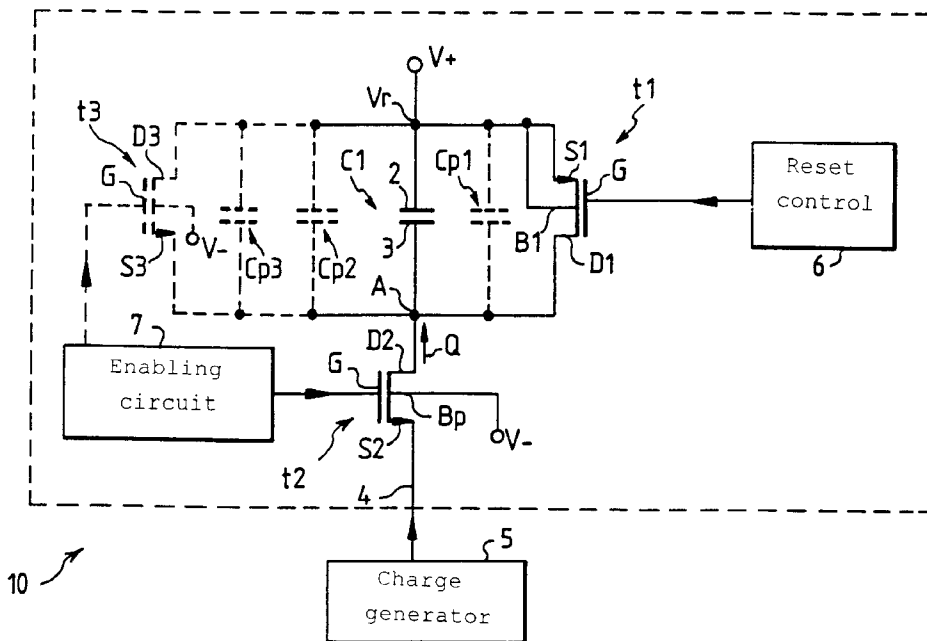 V+
Vr
t1
t3
D3
G
C1
2
Cp1
S1
G
Reset
control
6
B1
D1
3
V-
S3
Cp3
Cp2
A
7
Enabling
circuit
D2
Q
G
Bp
S2
V-
t2
4
5
10
Charge
generator